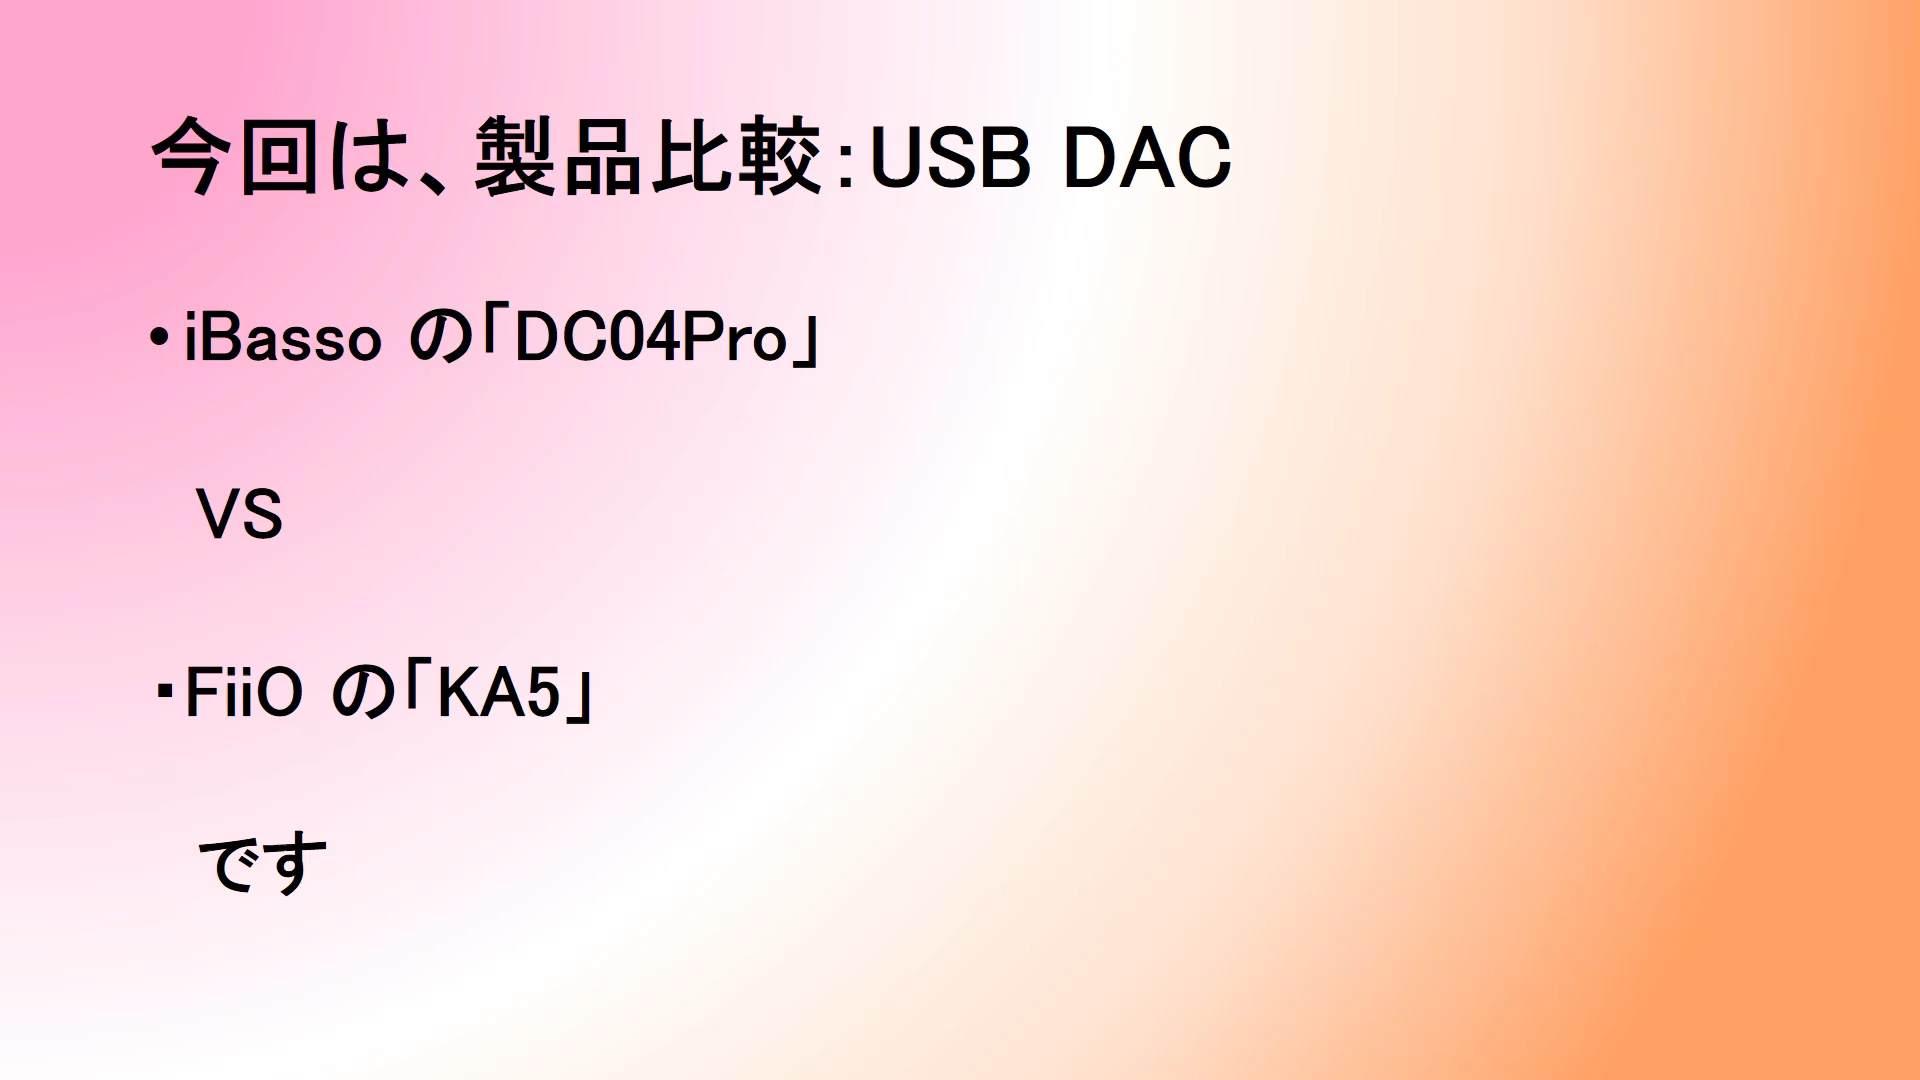 今回は、製品比較：USB DAC
• iBasso の「DC04Pro」
VS
・FiiO の「KA5」
です